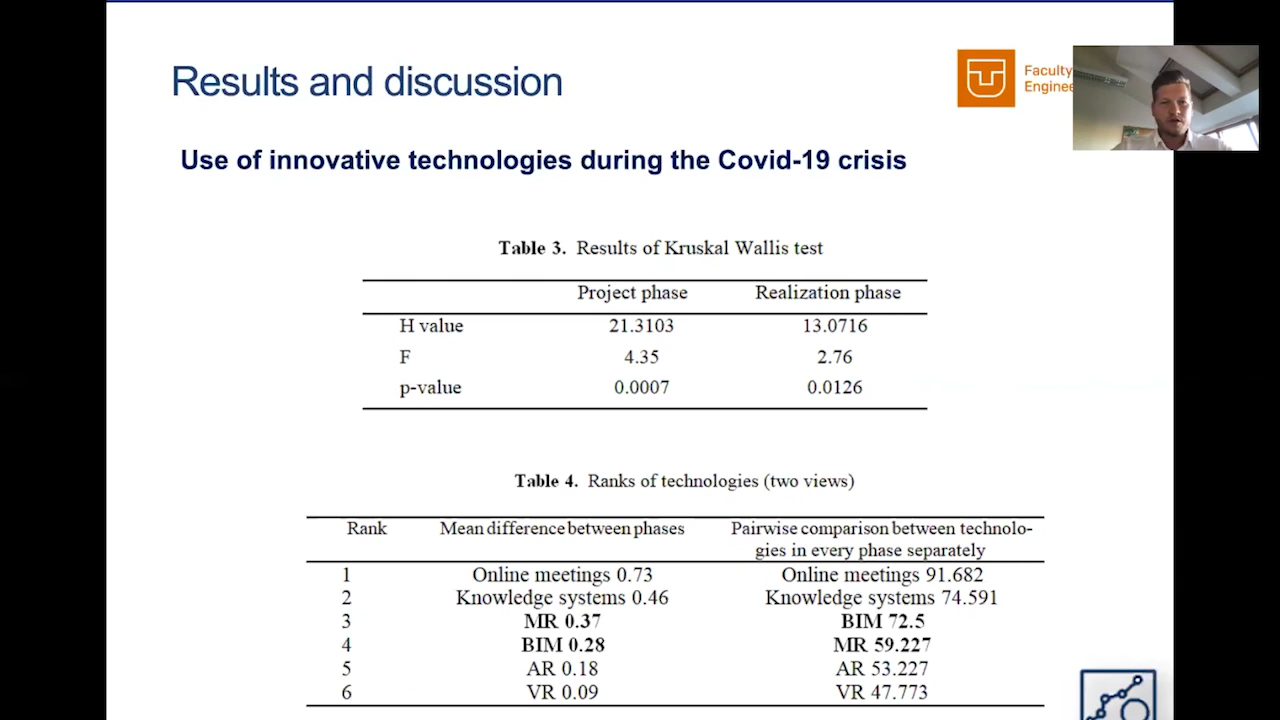 Results and discussion
Faculty
Enginee
Use of innovative technologies during the Covid-19 crisis
Table 3. Results of Kruskal Wallis test
Project phase Realization phase
H value 21.3103 13.0716
F 4.35 2.76
p-value 0.0007 0.0126
Table 4. Ranks of technologies (two views)
Rank Mean difference between phases Pairwise comparison between technolo-
gies in every phase separately
1 Online meetings 0.73 Online meetings 91.682
2 Knowledge systems 0.46 Knowledge systems 74.591
3 MR 0.37 BIM 72.5
4 BIM 0.28 MR 59.227
5 AR 0.18 AR 53.227
6 VR 0.09 VR 47.773